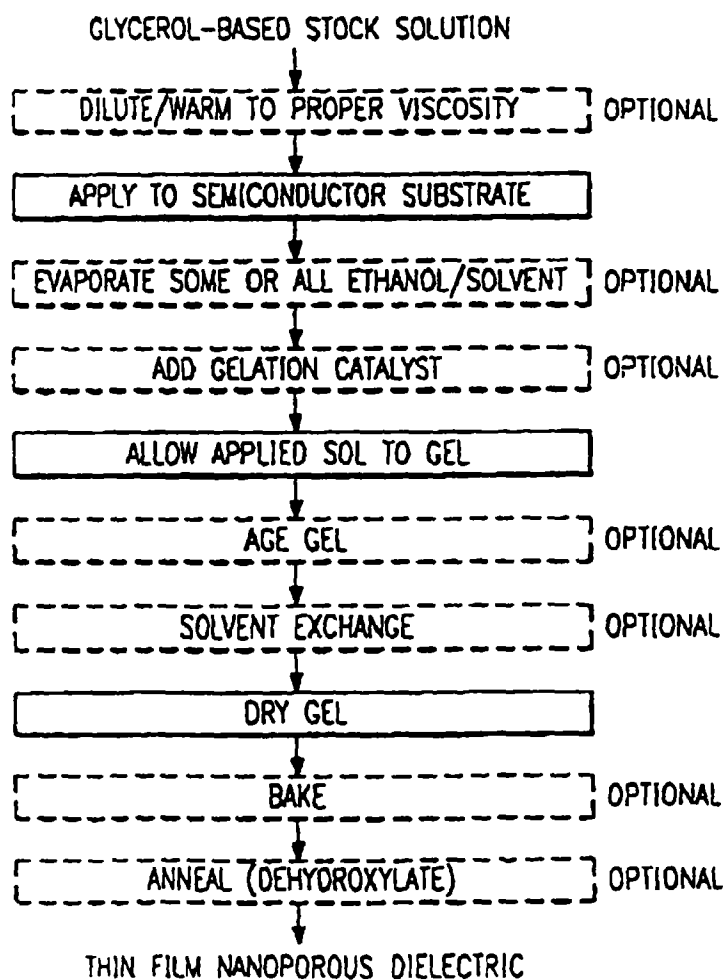 GLYCEROL-BASED STOCK SOLUTION
DILUTE/WARM TO PROPER VISCOSITY OPTIONAL
APPLY TO SEMICONDUCTOR SUBSTRATE
EVAPORATE SOME OR ALL ETHANOL/SOLVENT OPTIONAL
ADD GELATION CATALYST OPTIONAL
ALLOW APPLIED SOL TO GEL
AGE GEL OPTIONAL
SOLVENT EXCHANGE OPTIONAL
DRY GEL
BAKE OPTIONAL
ANNEAL (DEHYDROXYLATE) OPTIONAL
THIN FILM NANOPOROUS DIELECTRIC